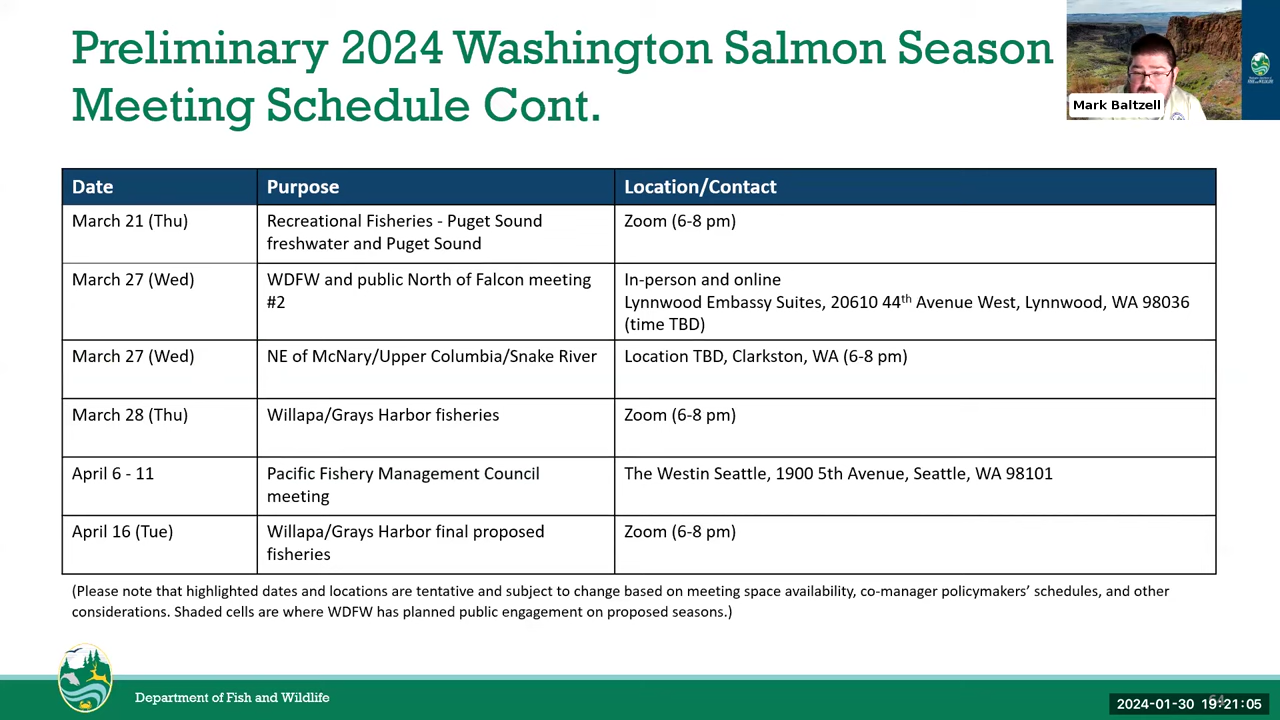 Preliminary 2024 Washington Salmon Season
Meeting Schedule Cont.
Mark Baltzell
Date Purpose Location/Contact
March 21 (Thu) Recreational Fisheries - Puget Sound Zoom (6-8 pm)
freshwater and Puget Sound
March 27 (Wed) WDFW and public North of Falcon meeting In-person and online
#2 Lynnwood Embassy Suites, 20610 44th Avenue West, Lynnwood, WA 98036
(time TBD)
March 27 (Wed) NE of McNary/Upper Columbia/Snake River Location TBD, Clarkston, WA (6-8 pm)
March 28 (Thu) Willapa/Grays Harbor fisheries Zoom (6-8 pm)
April 6 - 11 Pacific Fishery Management Council The Westin Seattle, 1900 5th Avenue, Seattle, WA 98101
meeting
April 16 (Tue) Willapa/Grays Harbor final proposed Zoom (6-8 pm)
fisheries
(Please note that highlighted dates and locations are tentative and subject to change based on meeting space availability, co-manager policymakers’ schedules, and other
considerations. Shaded cells are where WDFW has planned public engagement on proposed seasons.)
Department of Fish and Wildlife
2024-01-30 19:21:05